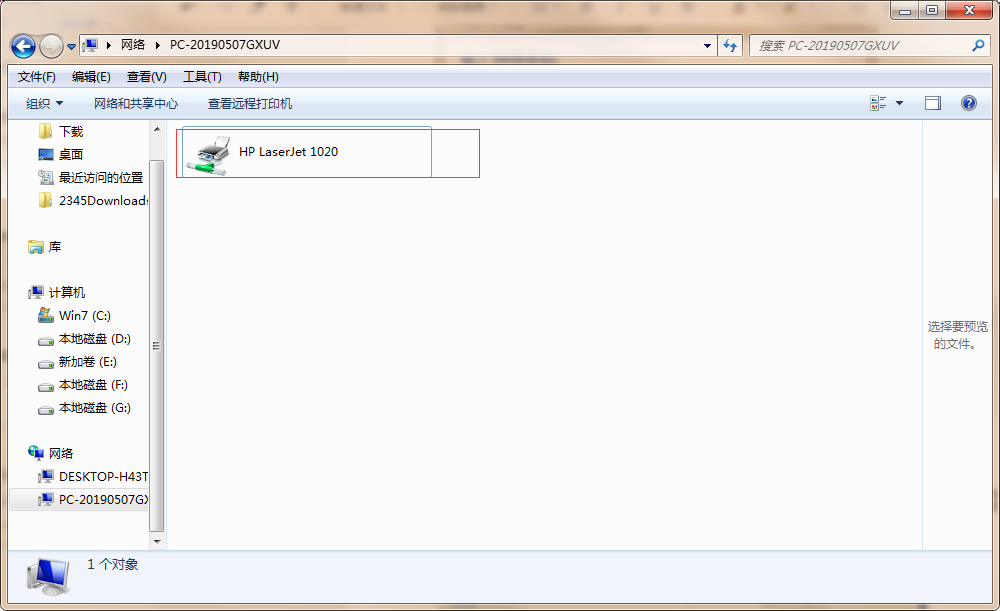 网络 PC-20190507GXUV
搜索 PC-20190507GXUV
文件(F) 编辑(E) 查看(V) 工具(T) 帮助(H)
组织 网络和共享中心 查看远程打印机
下载
桌面
最近访问的位置
2345Downloads
库
计算机
Win7 (C:)
本地磁盘 (D:)
新加卷 (E:)
本地磁盘 (F:)
本地磁盘 (G:)
网络
DESKTOP-H43T
PC-20190507GX
HP LaserJet 1020
选择要预览
的文件。
1 个对象